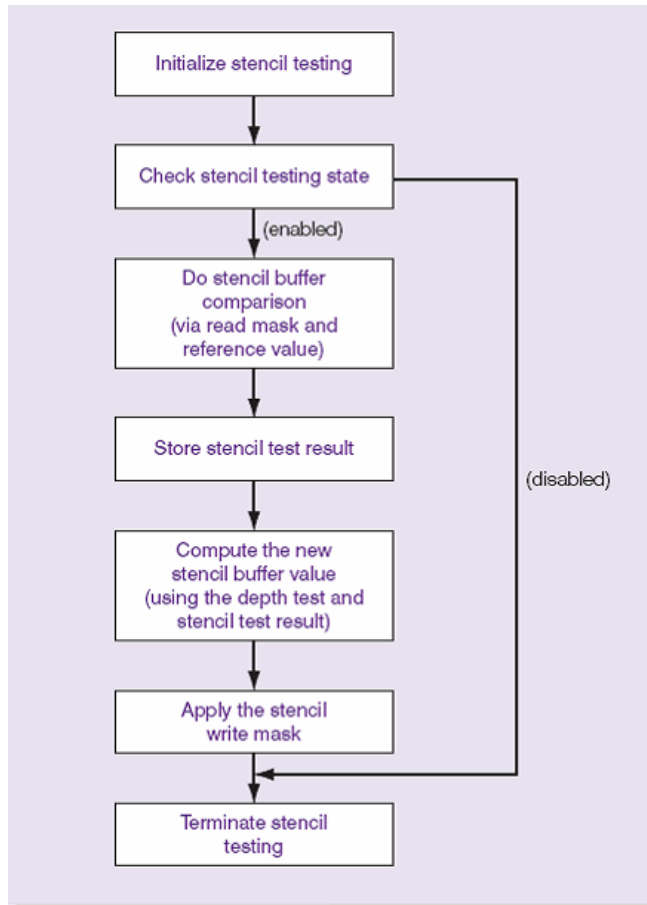 Initialize stencil testing
Check stencil testing state
(enabled)
Do stencil buffer
comparison
(via read mask and
reference value)
Store stencil test result
(disabled)
Compute the new
stencil buffer value
(using the depth test and
stencil test result)
Apply the stencil
write mask
Terminate stencil
testing